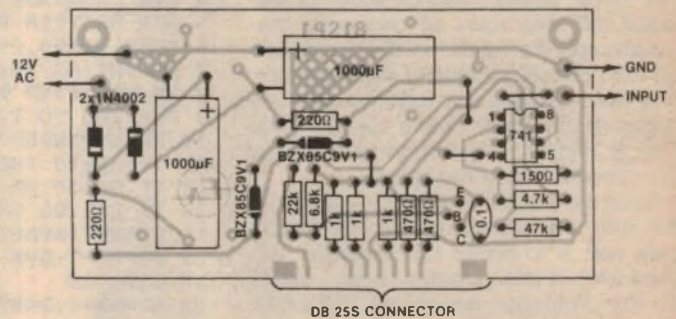 19218
12V
AC
GND
INPUT
1000µF
2x1N4002
220Ω
1
8
741
4
5
BZX85C9V1
1000µF
150Ω
BZX85C9V1
220Ω
22k
6.8k
1k
1k
1k
470Ω
470Ω
E
B
C
0.1
4.7k
47k
DB 25S CONNECTOR